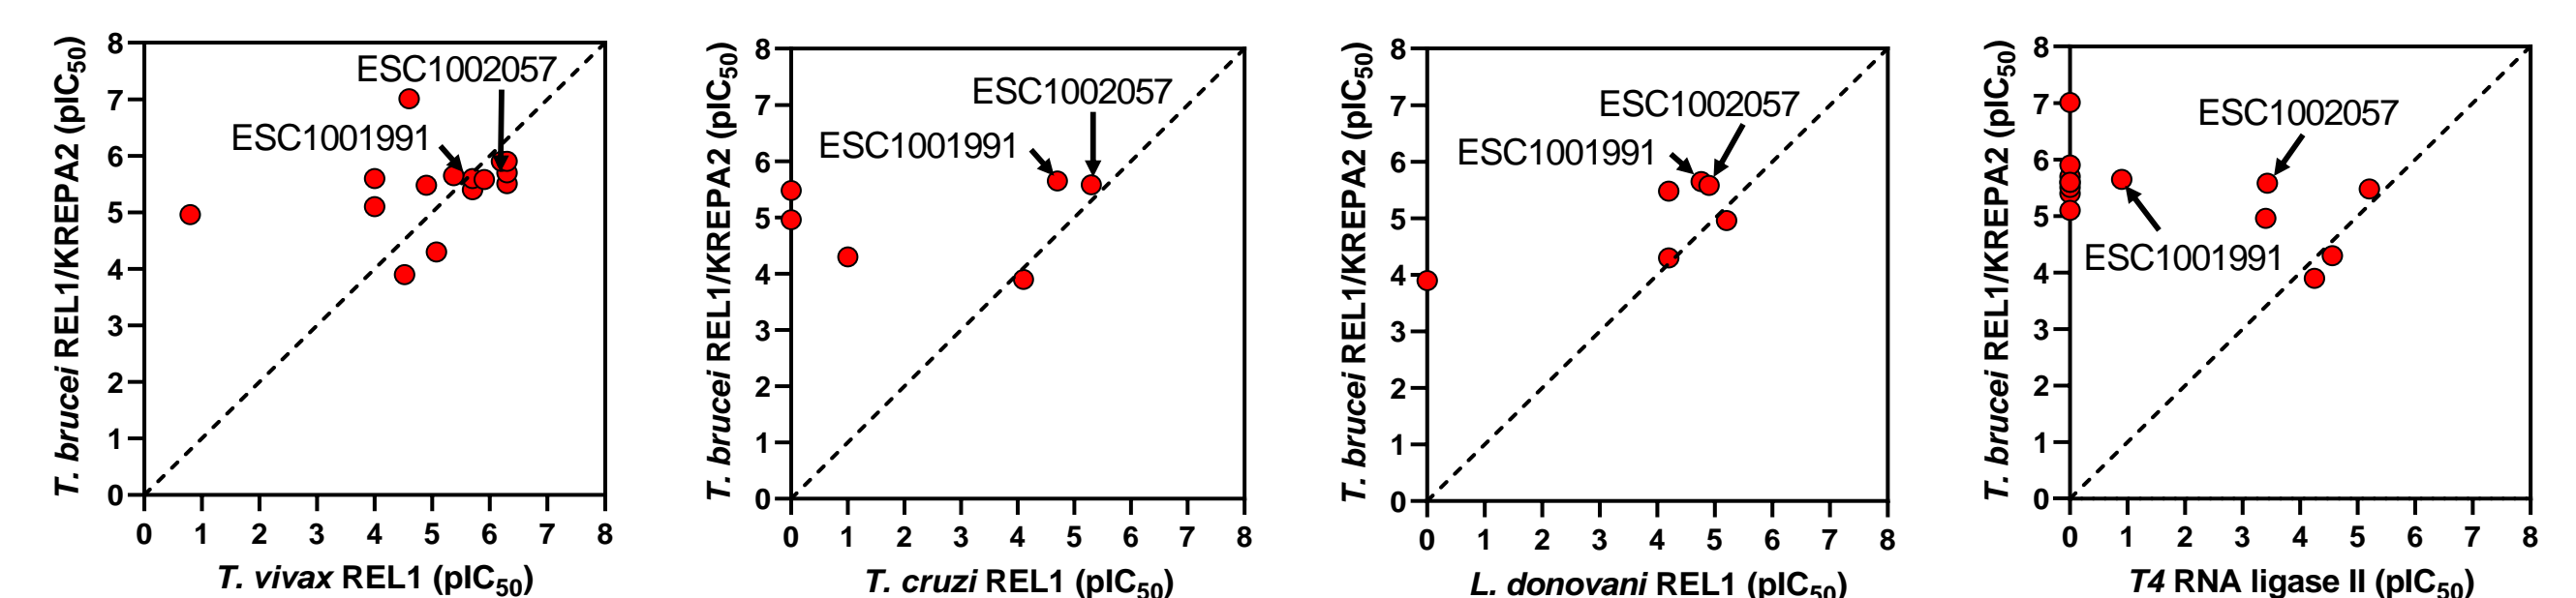 T. brucei REL1/KREPA2 (pIC50)
8
7
6
5
4
3
2
1
0
ESC1002057
ESC1001991
0 1 2 3 4 5 6 7 8
T. vivax REL1 (pIC50)
T. brucei REL1/KREPA2 (pIC50)
8
7
6
5
4
3
2
1
0
ESC1002057
ESC1001991
0 1 2 3 4 5 6 7 8
T. cruzi REL1 (pIC50)
T. brucei REL1/KREPA2 (pIC50)
8
7
6
5
4
3
2
1
0
ESC1002057
ESC1001991
0 1 2 3 4 5 6 7 8
L. donovani REL1 (pIC50)
T. brucei REL1/KREPA2 (pIC50)
8
7
6
5
4
3
2
1
0
ESC1002057
ESC1001991
0 1 2 3 4 5 6 7 8
T4 RNA ligase II (pIC50)